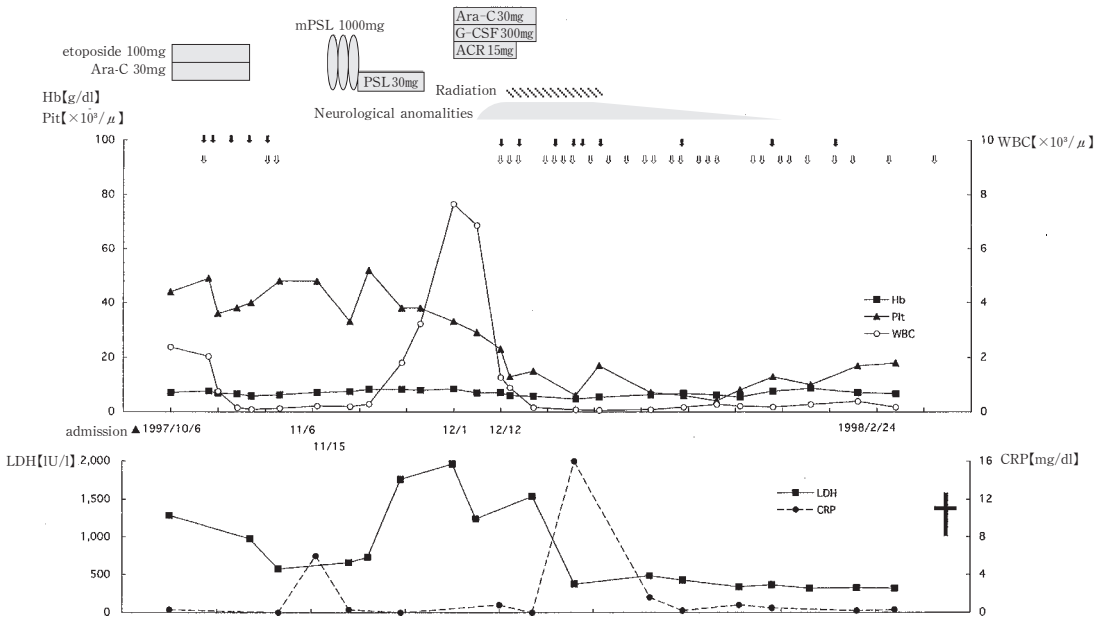 Ara-C 30mg
mPSL 1000mg
G-CSF 300mg
etoposide 100mg
ACR 15mg
Ara-C 30mg
PSL 30mg
Radiation
Hb【g/dl】
Neurological anomalities
Pit【×10³/μ】
100
10 WBC【×10³/μ】
80
8
60
6
Hb
40
4
Plt
WBC
20
2
0
0
admission ▲ 1997/10/6
11/6
12/1
12/12
1998/2/24
11/15
LDH【IU/l】 2,000
16 CRP【mg/dl】
LDH
1,500
12
CRP
1,000
8
500
4
0
0